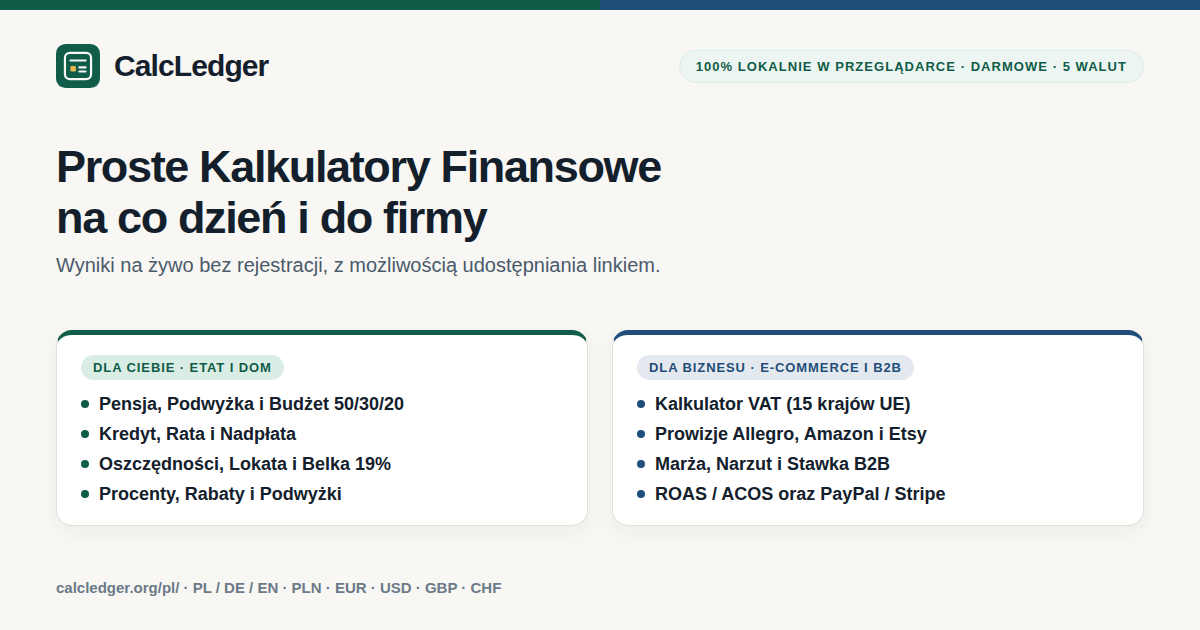 CalcLedger
100% LOKALNIE W PRZEGLĄDARCE · DARMOWE · 5 WALUT
Proste Kalkulatory Finansowe
na co dzień i do firmy
Wyniki na żywo bez rejestracji, z możliwością udostępniania linkiem.
DLA CIEBIE · ETAT I DOM
Pensja, Podwyżka i Budżet 50/30/20
Kredyt, Rata i Nadpłata
Oszczędności, Lokata i Belka 19%
Procenty, Rabaty i Podwyżki
DLA BIZNESU · E-COMMERCE I B2B
Kalkulator VAT (15 krajów UE)
Prowizje Allegro, Amazon i Etsy
Marża, Narzut i Stawka B2B
ROAS / ACOS oraz PayPal / Stripe
calcledger.org/pl/ · PL / DE / EN · PLN · EUR · USD · GBP · CHF